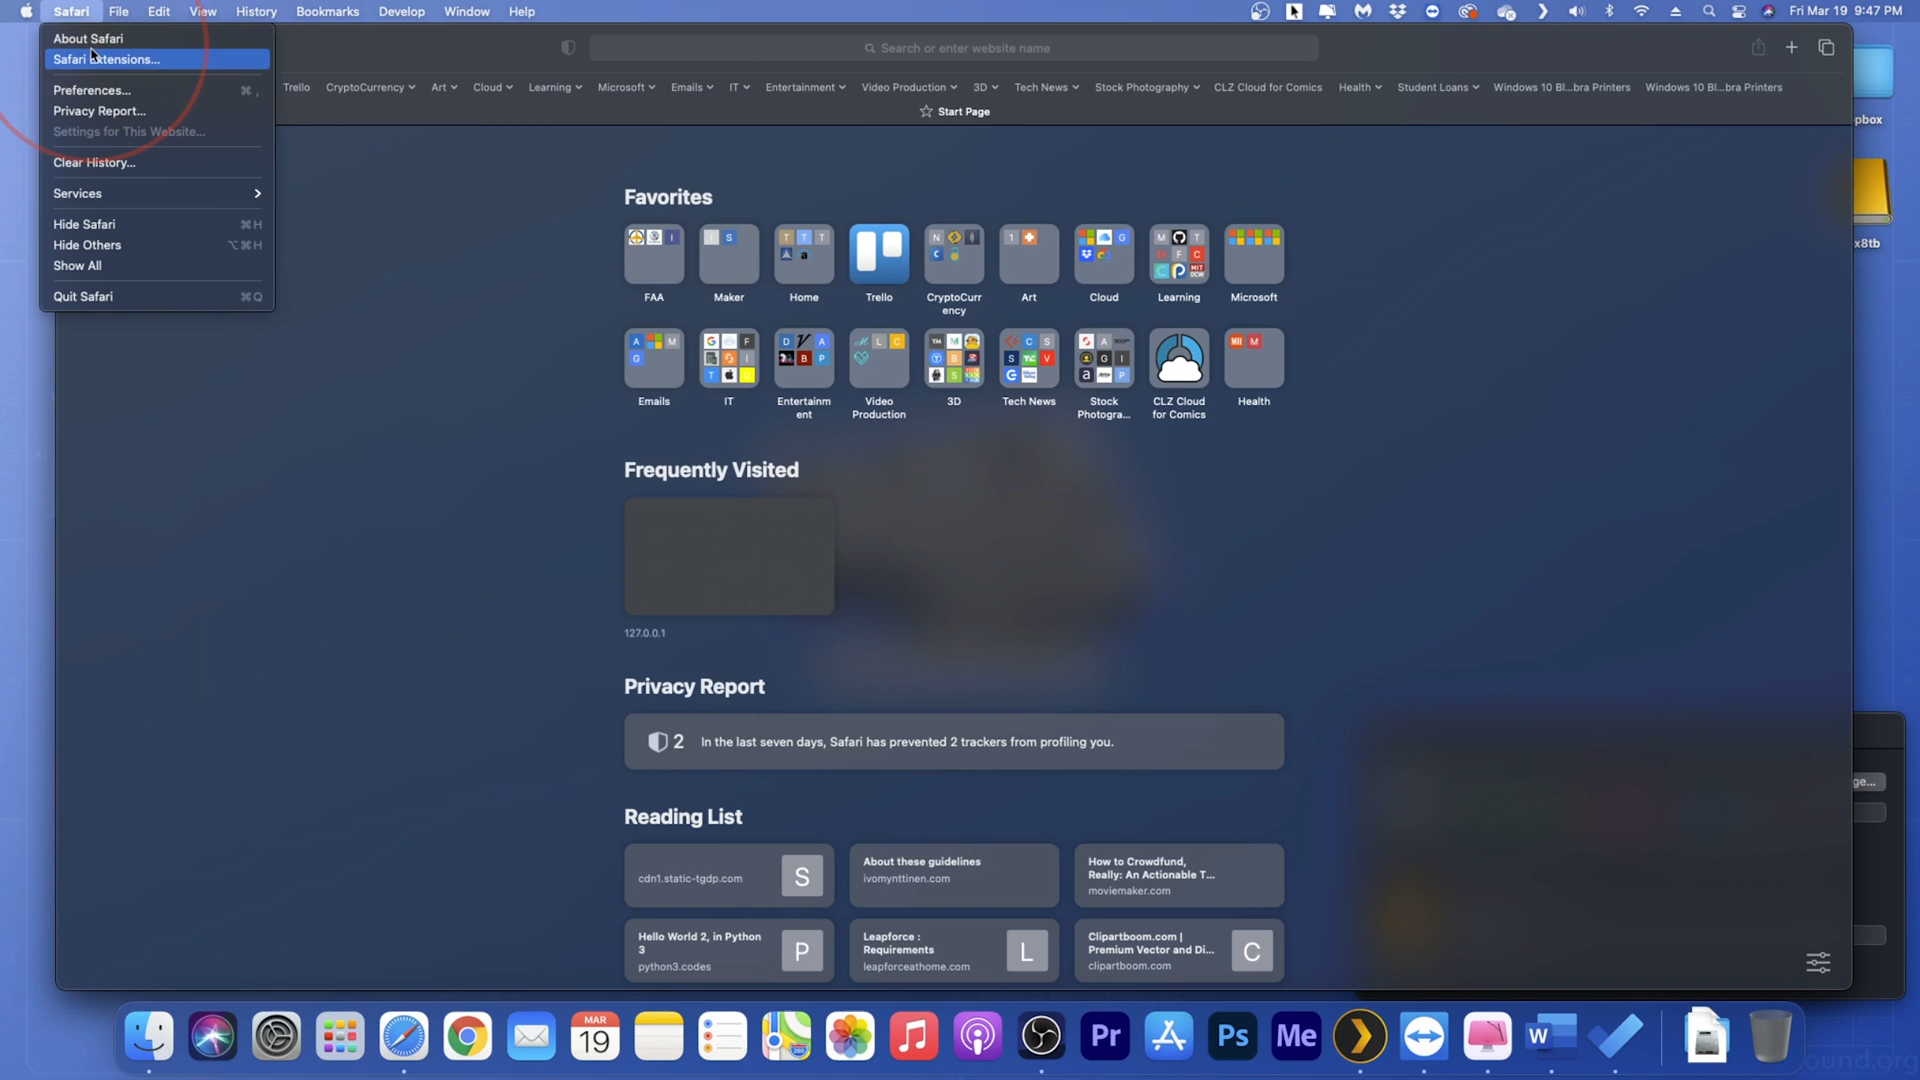 Safari File Edit View History Bookmarks Develop Window Help
Fri Mar 19 9:47 PM
About Safari
Safari Extensions...
Preferences... ⌘ ,
Privacy Report...
Settings for This Website...
Clear History...
Services
Hide Safari ⌘H
Hide Others ⌥⌘H
Show All
Quit Safari ⌘Q
Search or enter website name
Trello CryptoCurrency Art Cloud Learning Microsoft Emails IT Entertainment Video Production 3D Tech News Stock Photography CLZ Cloud for Comics Health Student Loans Windows 10 Bl...bra Printers Windows 10 Bl...bra Printers
Start Page
pbox
x8tb
Favorites
FAA Maker Home Trello CryptoCurr Art Cloud Learning Microsoft
ency
Emails IT Entertainm Video 3D Tech News Stock CLZ Cloud Health
ent Production Photogra... for Comics
Frequently Visited
127.0.0.1
Privacy Report
2 In the last seven days, Safari has prevented 2 trackers from profiling you.
ge...
Reading List
cdn1.static-tgdp.com S
About these guidelines
ivomynttinen.com
How to Crowdfund,
Really: An Actionable T...
moviemaker.com
Hello World 2, in Python
3
python3.codes
P
Leapforce :
Requirements
leapforceathome.com
L
Clipartboom.com |
Premium Vector and Di...
clipartboom.com
C
MAR
19
Pr Ps Me W
ound.org